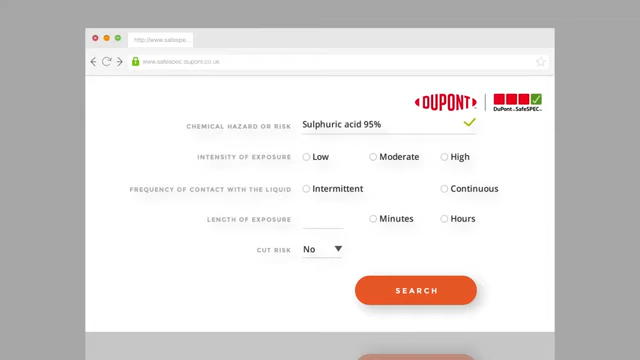 http://www.safespe...
www.safespec.dupont.co.uk
DUPONT
DuPont SafeSPEC
CHEMICAL HAZARD OR RISK Sulphuric acid 95%
INTENSITY OF EXPOSURE Low Moderate High
FREQUENCY OF CONTACT WITH THE LIQUID Intermittent Continuous
LENGTH OF EXPOSURE Minutes Hours
CUT RISK No
SEARCH